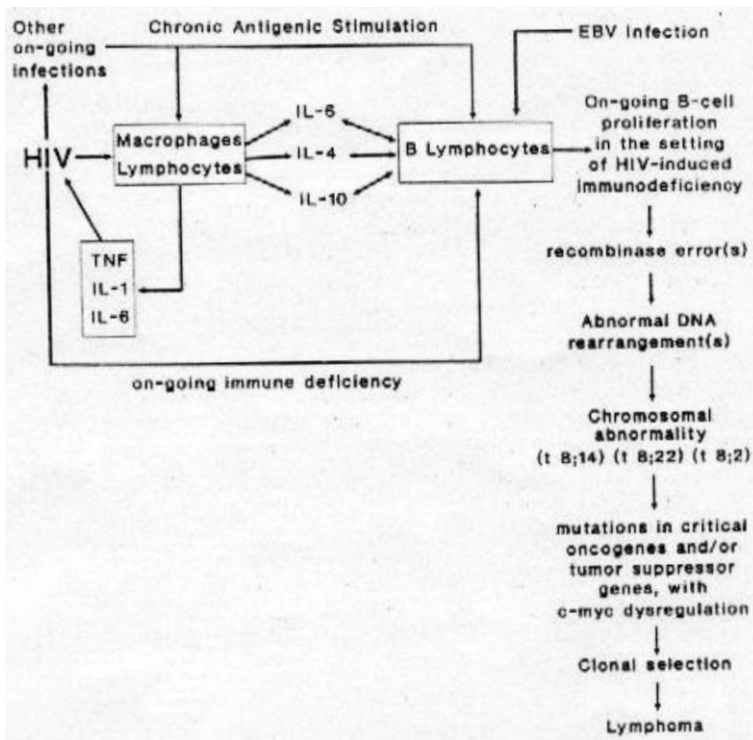 Other
on-going
infections
Chronic Antigenic Stimulation
EBV Infection
HIV
Macrophages
Lymphocytes
IL-6
IL-4
IL-10
B Lymphocytes
On-going B-cell
proliferation
in the setting
of HIV-induced
immunodeficiency
TNF
IL-1
IL-6
on-going immune deficiency
recombinase error(s)
Abnormal DNA
rearrangement(s)
Chromosomal
abnormality
(t 8;14) (t 8;22) (t 8;2)
mutations in critical
oncogenes and/or
tumor suppressor
genes, with
c-myc dysregulation
Clonal selection
Lymphoma